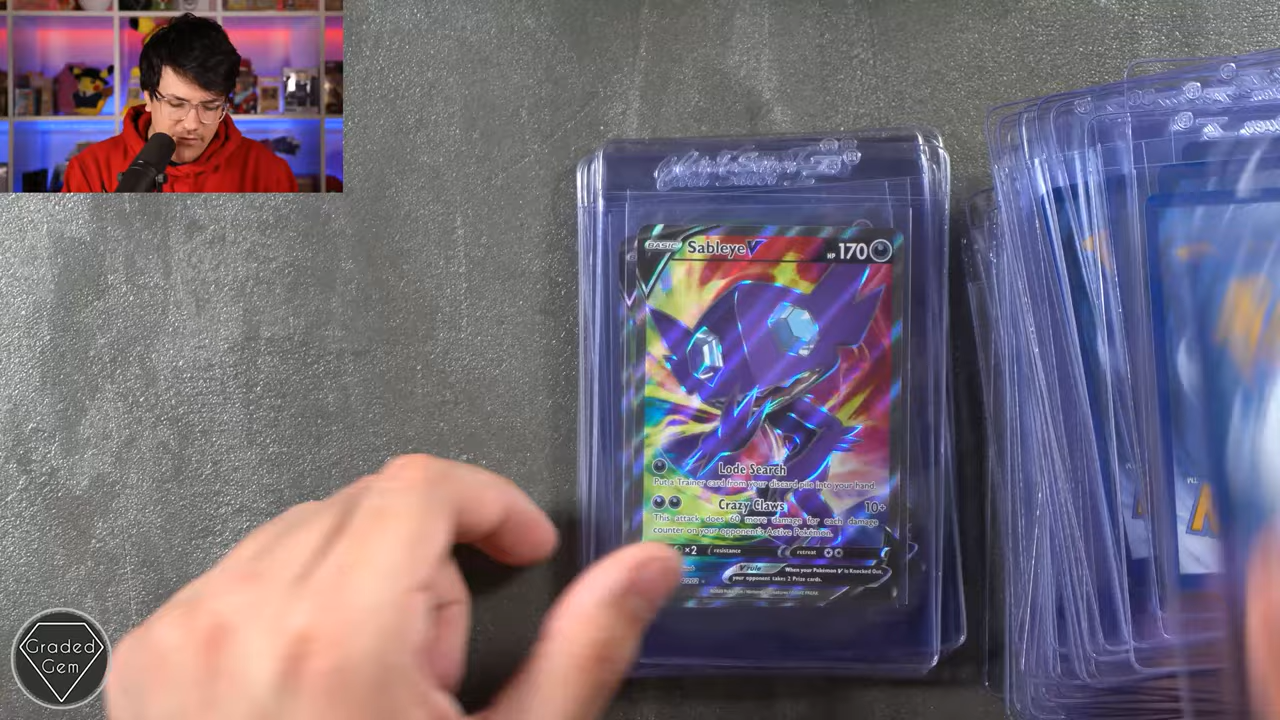 BASIC Sableye V HP 170
Lode Search
Put a Trainer card from your discard pile into your hand.
Crazy Claws 10+
This attack does 60 more damage for each damage
counter on your opponent's Active Pokémon.
×2 resistance retreat
V rule When your Pokémon V is Knocked Out,
your opponent takes 2 Prize cards.
/202
Graded
Gem